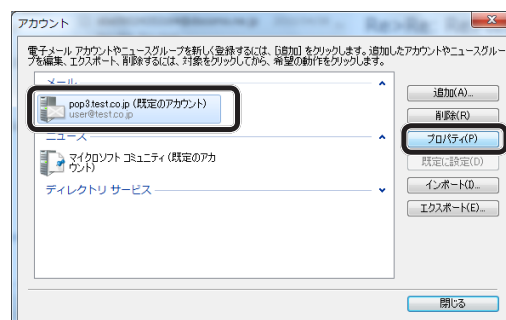 アカウント
電子メール アカウントやニュースグループを新しく登録するには、[追加] をクリックします。追加したアカウントやニュースグルー
プを編集、エクスポート、削除するには、対象をクリックしてから、希望の動作をクリックします。
メール
pop3.test.co.jp (既定のアカウント)
user@test.co.jp
ニュース
マイクロソフト コミュニティ (既定のアカ
ウント)
ディレクトリ サービス
追加(A)...
削除(R)
プロパティ(P)
既定に設定(D)
インポート(I)...
エクスポート(E)...
閉じる